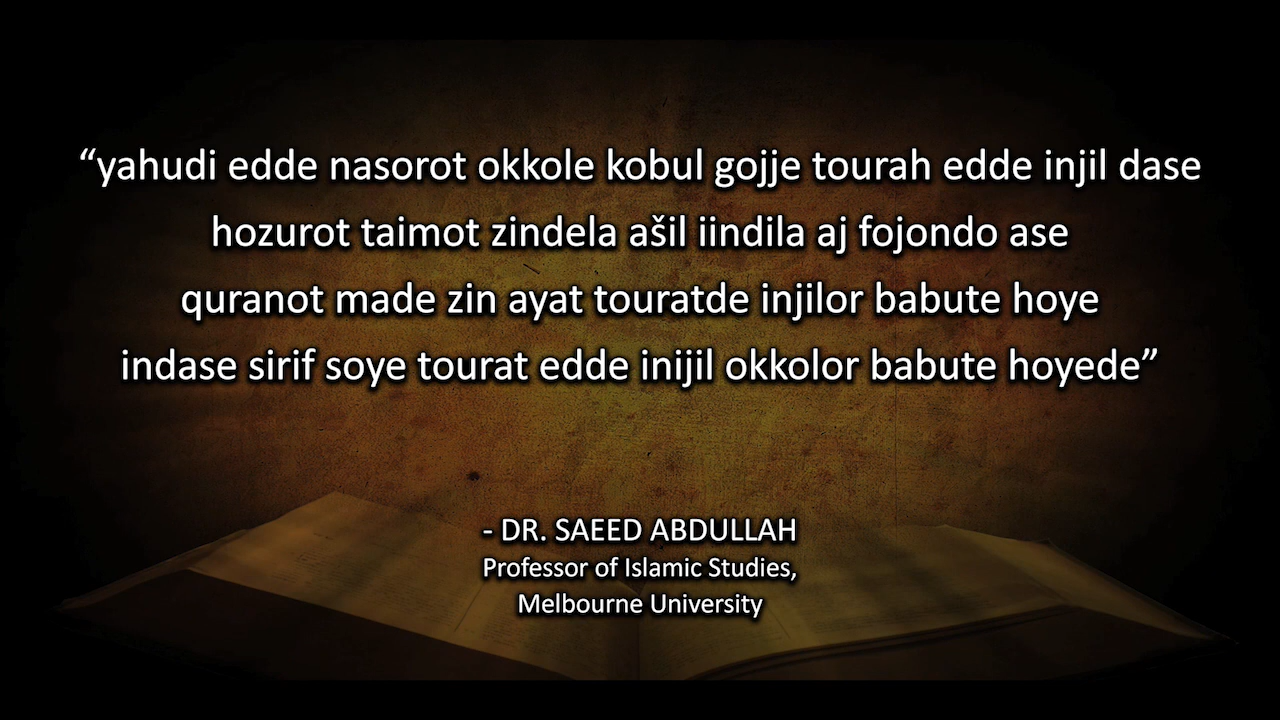 “yahudi edde nasorot okkole kobul gojje tourah edde injil dase
hozurot taimot zindela ašil iindila aj fojondo ase
quranot made zin ayat touratde injilor babute hoye
indase sirif soye tourat edde inijil okkolor babute hoyede”
- DR. SAEED ABDULLAH
Professor of Islamic Studies,
Melbourne University